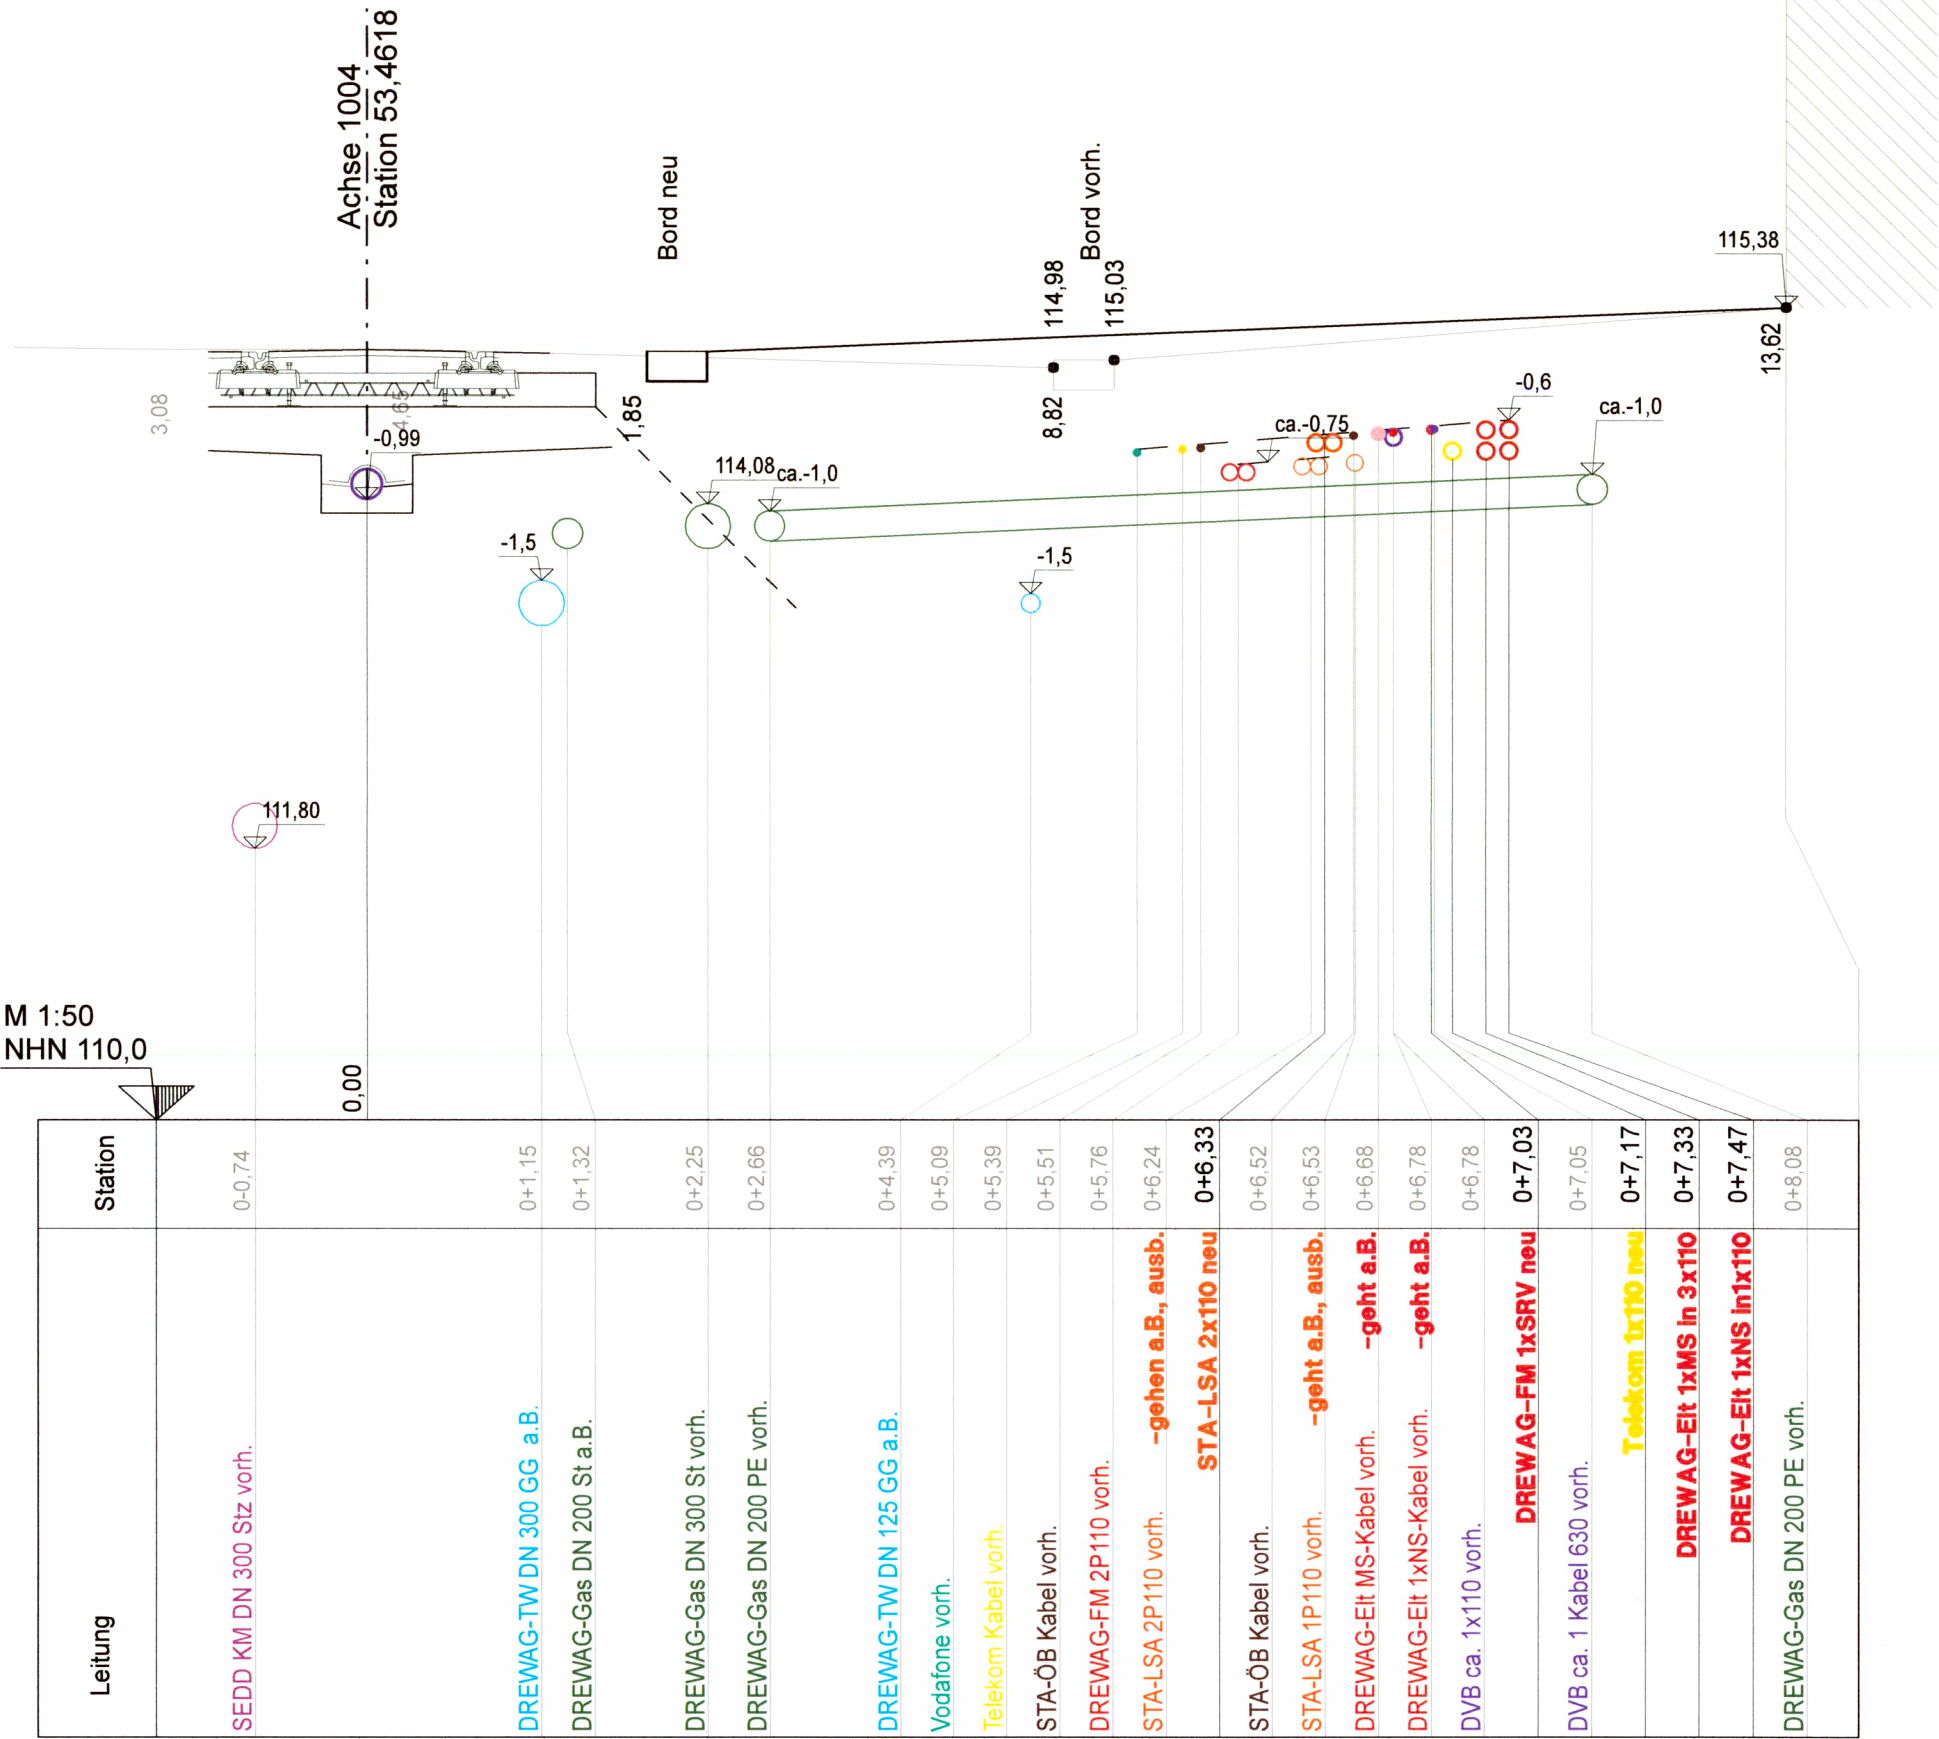 Achse 1004
Station 53,4618
Bord neu
Bord vorh.
114,98
115,03
115,38
13,62
3,08
4,65
-0,99
1,85
8,82
-0,6
ca.-0,75
ca.-1,0
114,08
ca.-1,0
-1,5
-1,5
111,80
M 1:50
NHN 110,0
0,00
Station
0-0,74
0+1,15
0+1,32
0+2,25
0+2,66
0+4,39
0+5,09
0+5,39
0+5,51
0+5,76
0+6,24
0+6,33
0+6,52
0+6,53
0+6,68
0+6,78
0+6,78
0+7,03
0+7,05
0+7,17
0+7,33
0+7,47
0+8,08
Leitung
SEDD KM DN 300 Stz vorh.
DREWAG-TW DN 300 GG a.B.
DREWAG-Gas DN 200 St a.B.
DREWAG-Gas DN 300 St vorh.
DREWAG-Gas DN 200 PE vorh.
DREWAG-TW DN 125 GG a.B.
Vodafone vorh.
Telekom Kabel vorh.
STA-ÖB Kabel vorh.
DREWAG-FM 2P110 vorh.
STA-LSA 2P110 vorh. -gehen a.B., ausb.
STA-LSA 2x110 neu
STA-ÖB Kabel vorh.
STA-LSA 1P110 vorh. -geht a.B., ausb.
DREWAG-Elt MS-Kabel vorh. -geht a.B.
DREWAG-Elt 1xNS-Kabel vorh. -geht a.B.
DVB ca. 1x110 vorh.
DREWAG-FM 1xSRV neu
DVB ca. 1 Kabel 630 vorh.
Telekom 1x110 neu
DREWAG-Elt 1xMS in 3x110
DREWAG-Elt 1xNS in1x110
DREWAG-Gas DN 200 PE vorh.